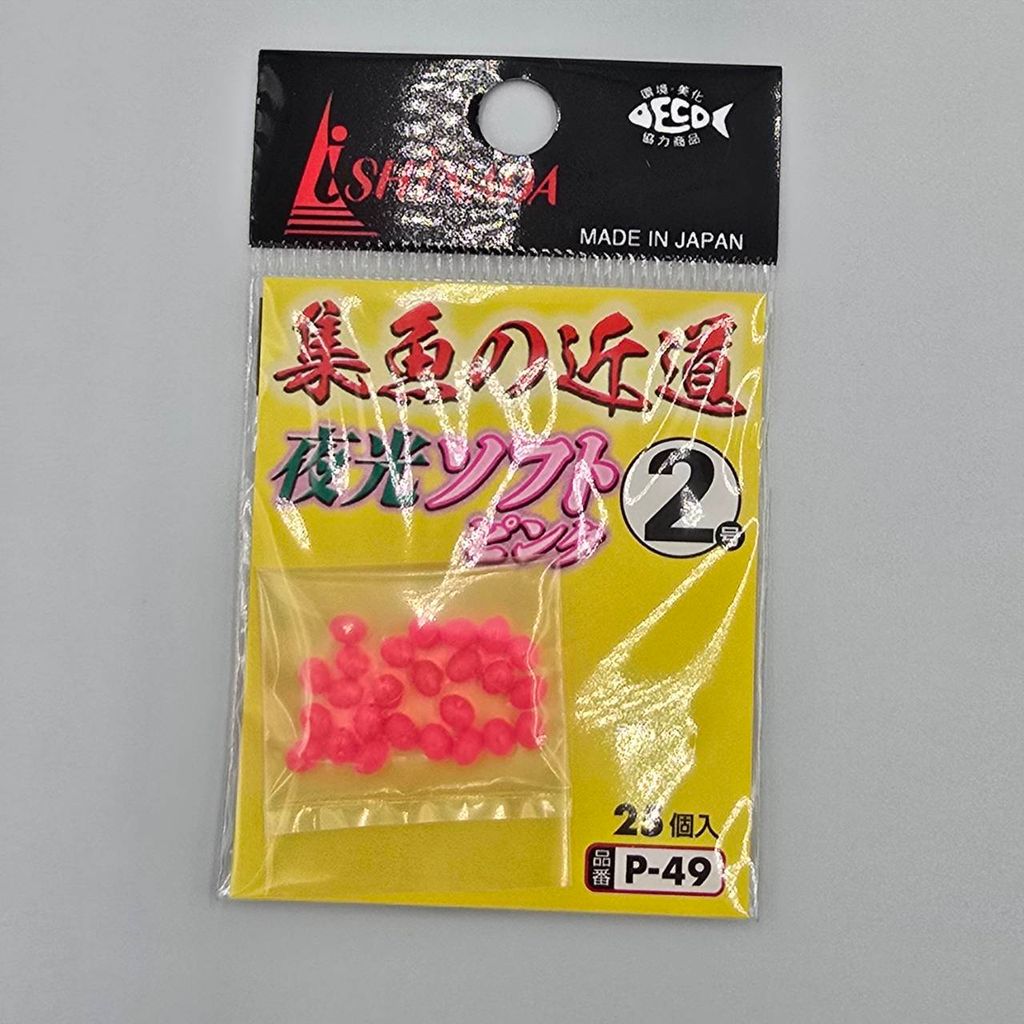 環境・美化
ECO
協力商品
MADE IN JAPAN
集魚の近道
夜光ソフト
ピンク
2号
個入
品番 P-49